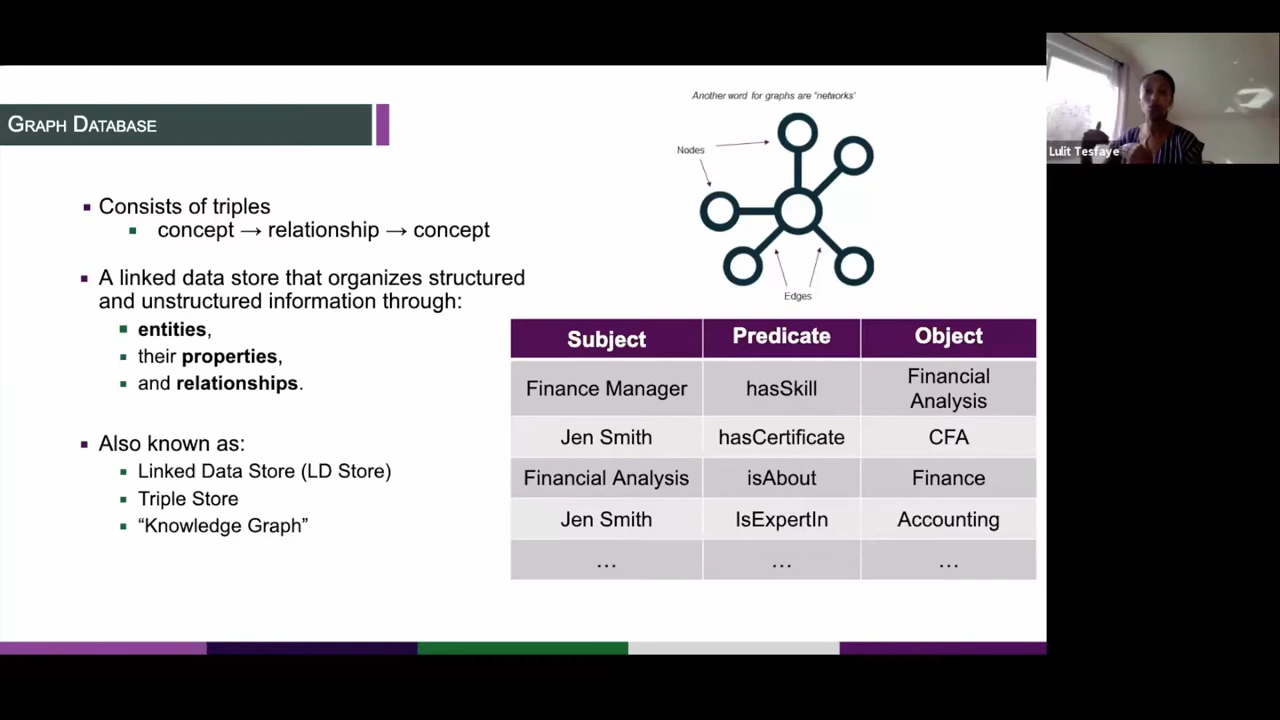 GRAPH DATABASE
Consists of triples
concept → relationship → concept
A linked data store that organizes structured
and unstructured information through:
entities,
their properties,
and relationships.
Also known as:
Linked Data Store (LD Store)
Triple Store
“Knowledge Graph”
Another word for graphs are “networks’
Nodes
Edges
Subject Predicate Object
Finance Manager hasSkill Financial
Analysis
Jen Smith hasCertificate CFA
Financial Analysis isAbout Finance
Jen Smith IsExpertIn Accounting
… … …
Lulit Tesfaye